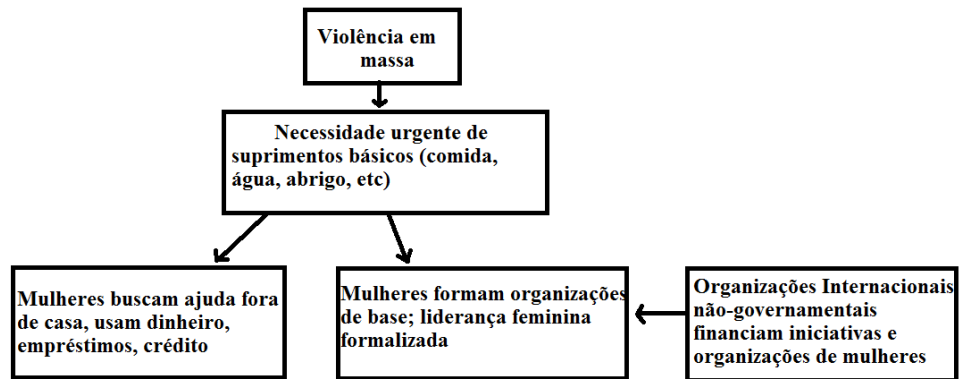 Violência em
massa
Necessidade urgente de
suprimentos básicos (comida,
água, abrigo, etc)
Mulheres buscam ajuda fora
de casa, usam dinheiro,
empréstimos, crédito
Mulheres formam organizações
de base; liderança feminina
formalizada
Organizações Internacionais
não-governamentais
financiam iniciativas e
organizações de mulheres